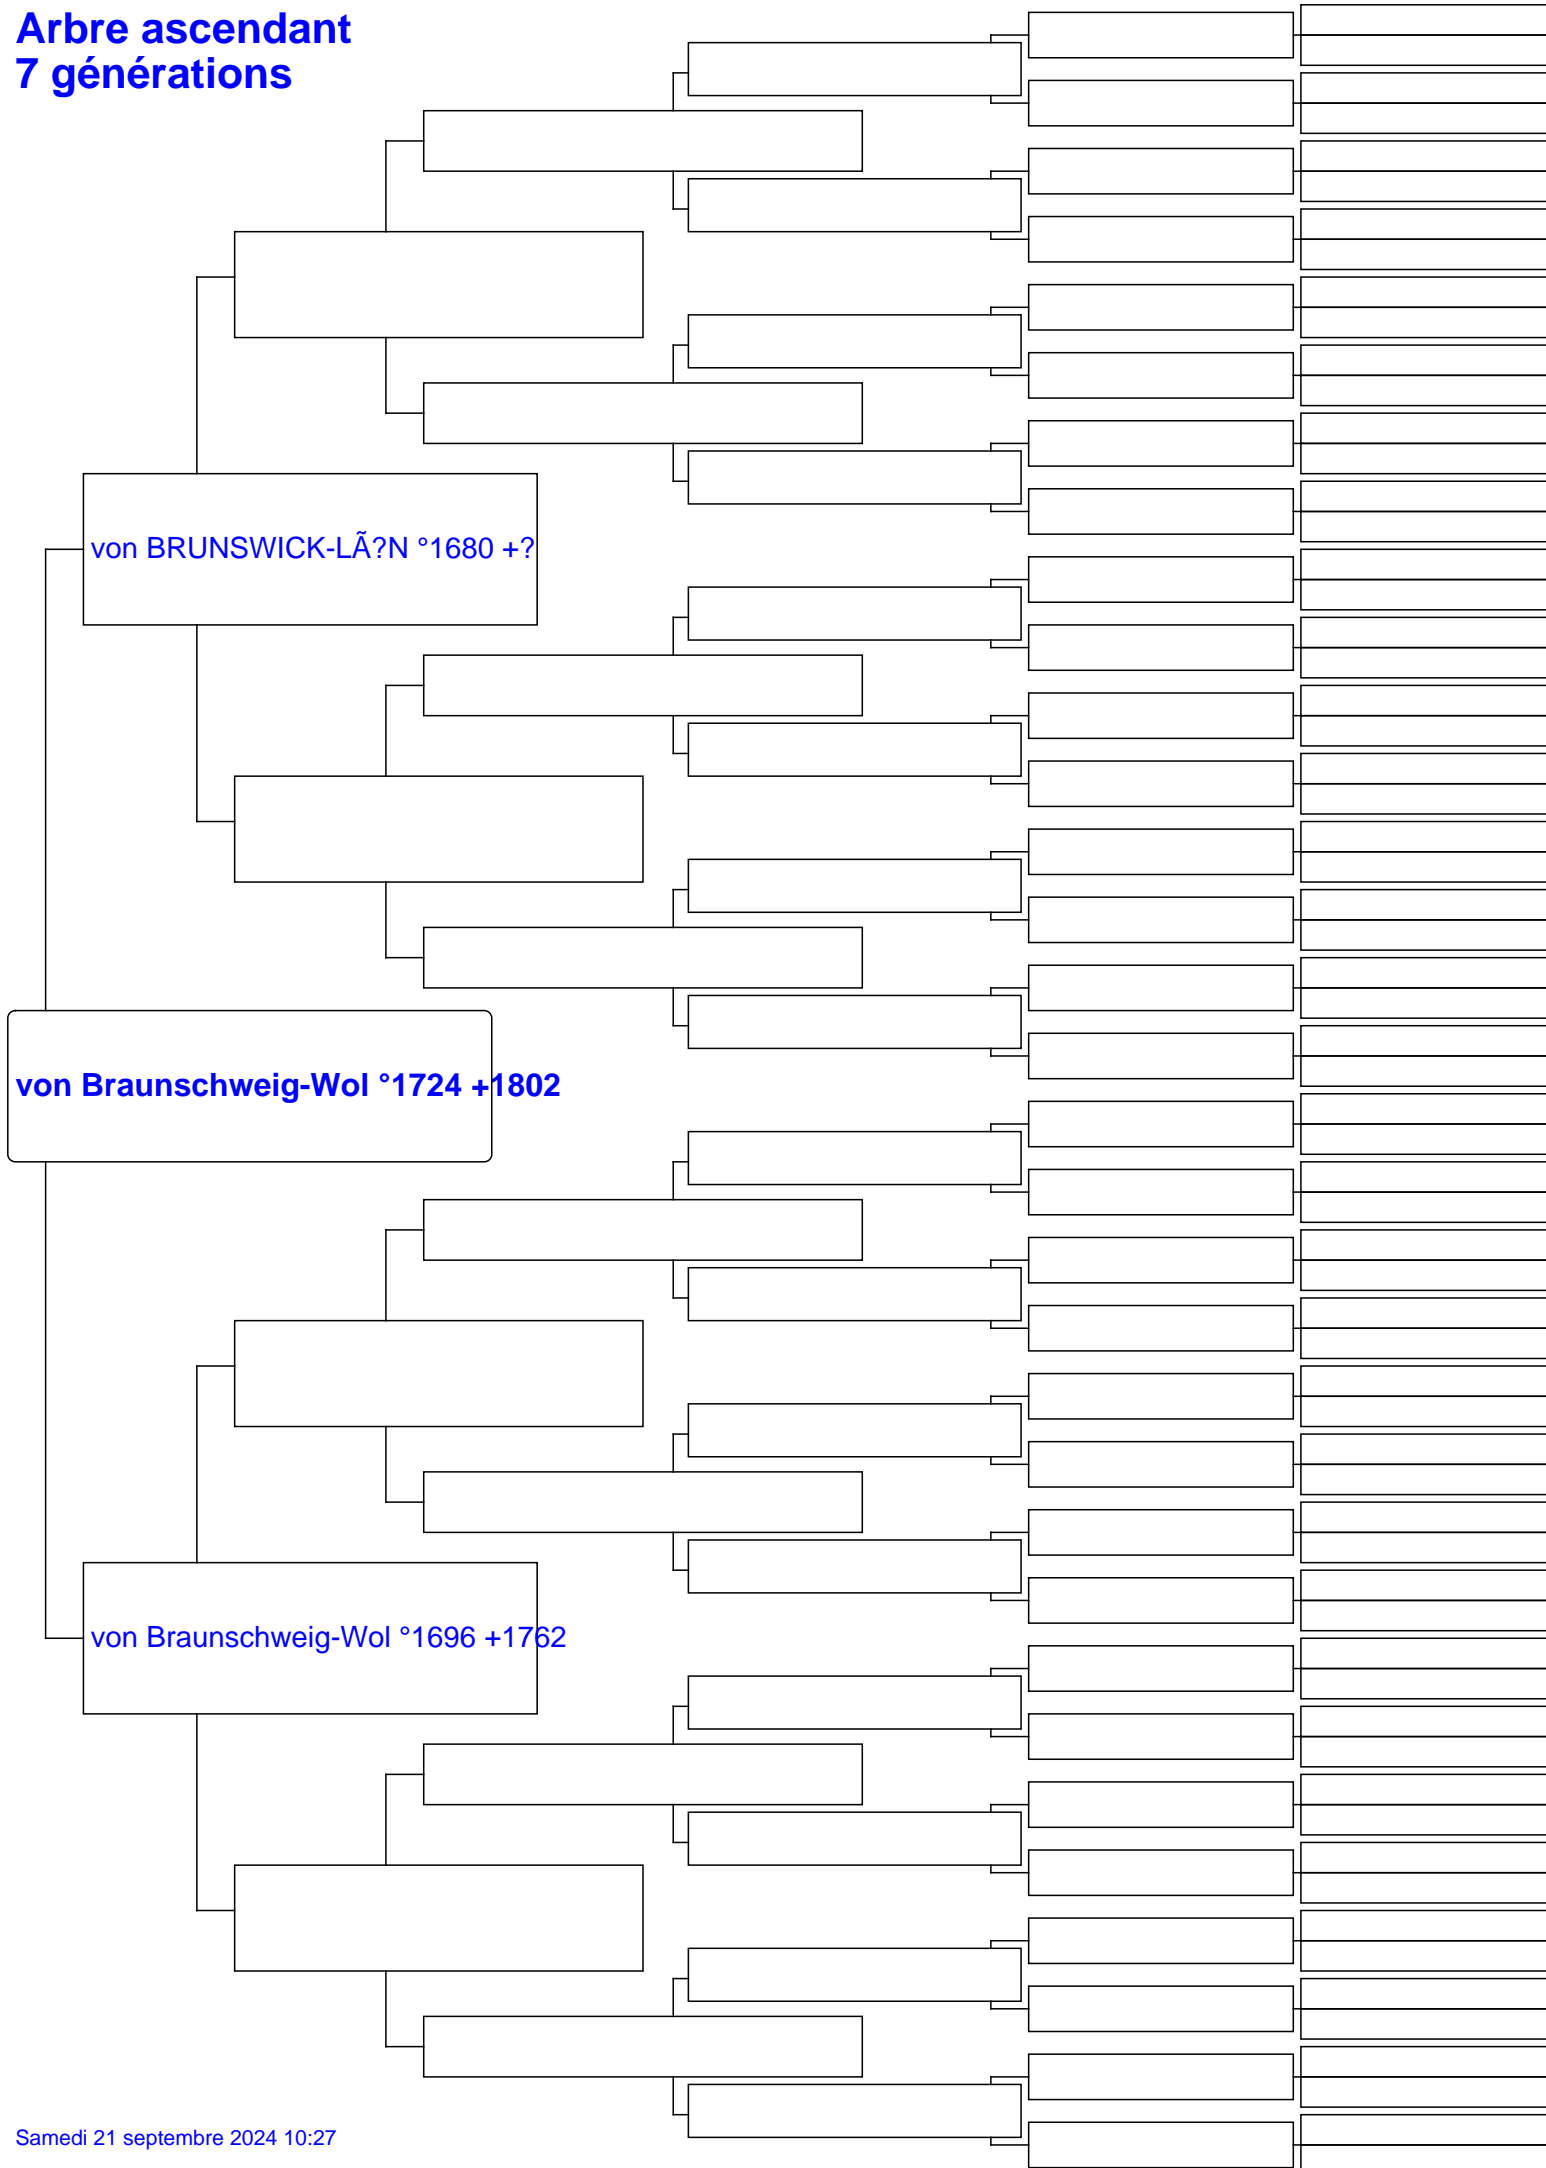 Arbre ascendant
7 générations
von BRUNSWICK-LÃ?N °1680 +?
von Braunschweig-Wol °1724 +1802
von Braunschweig-Wol °1696 +1762
Samedi 21 septembre 2024 10:27